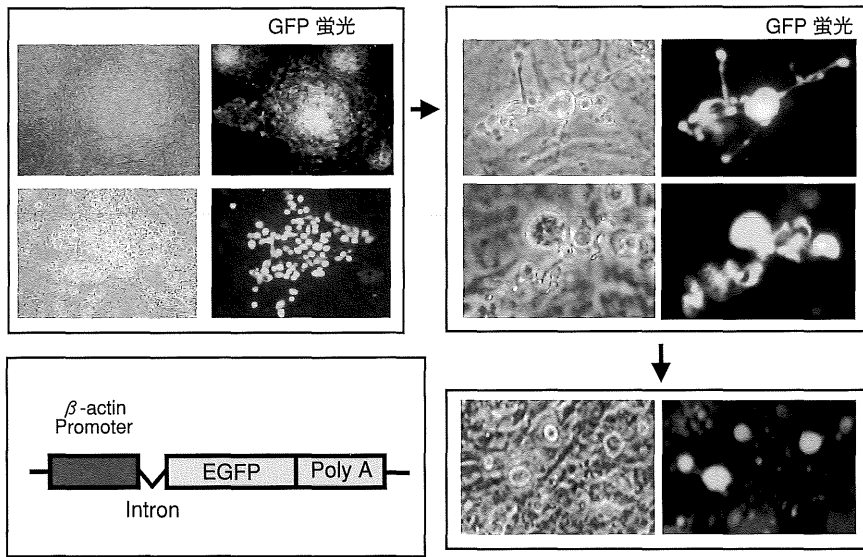 GFP 蛍光
GFP 蛍光
β-actin
Promoter
EGFP
Poly A
Intron